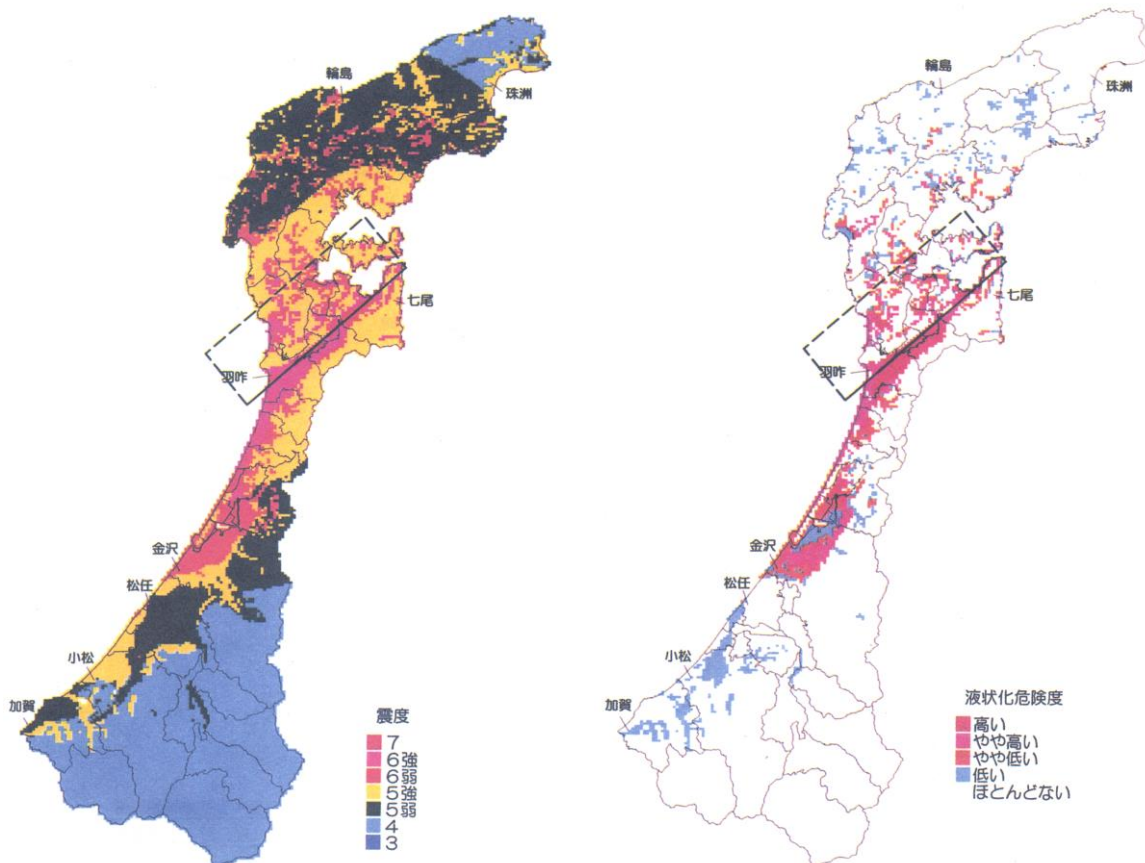 輪島
珠洲
七尾
羽咋
金沢
松任
小松
加賀
震度
7
6強
6弱
5強
5弱
4
3
輪島
珠洲
七尾
羽咋
金沢
松任
小松
加賀
液状化危険度
高い
やや高い
やや低い
低い
ほとんどない